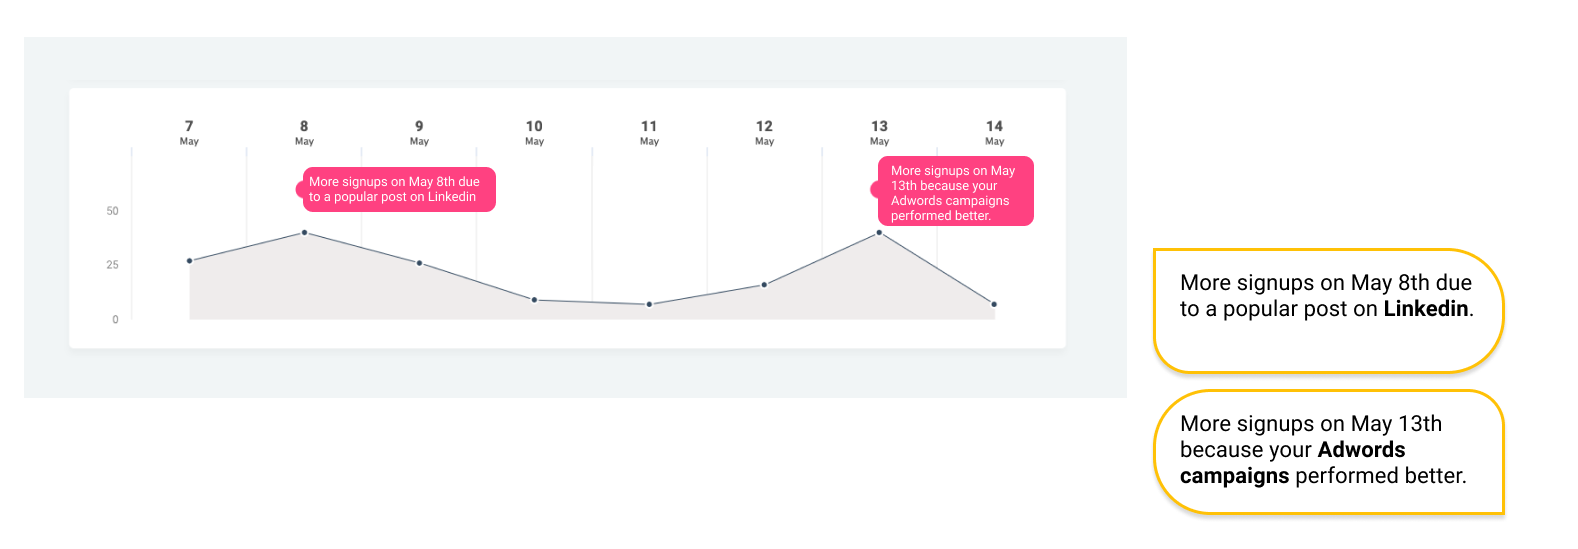 7 8 9 10 11 12 13 14
May May May May May May May May
More signups on May 8th due
to a popular post on Linkedin
More signups on May
13th because your
Adwords campaigns
performed better.
50
25
0
More signups on May 8th due
to a popular post on Linkedin.
More signups on May 13th
because your Adwords
campaigns performed better.